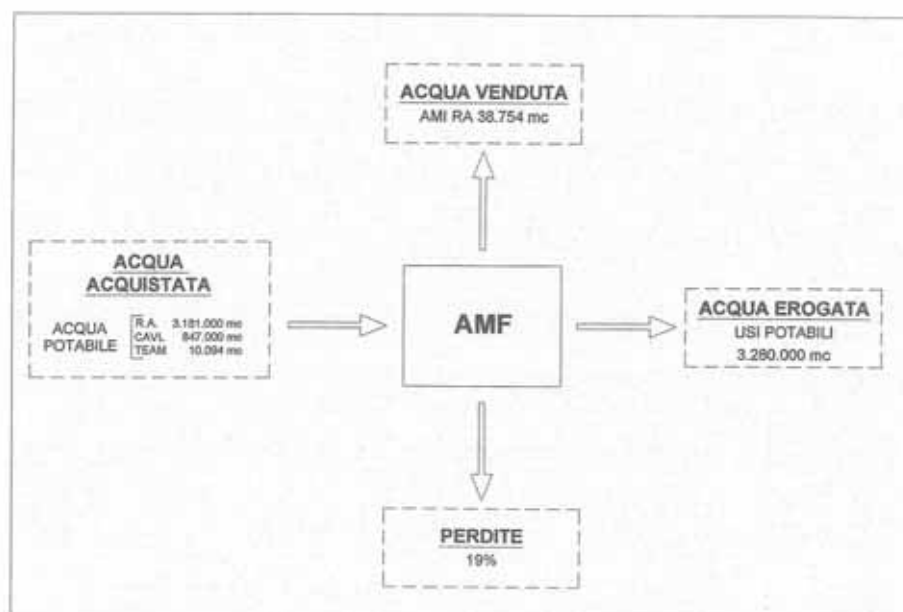 ACQUA VENDUTA
AMI RA 38.754 mc
ACQUA
ACQUISTATA
ACQUA
POTABILE
R.A. 3.181.000 mc
CAVL 847.000 mc
TEAM 10.094 mc
AMF
ACQUA EROGATA
USI POTABILI
3.280.000 mc
PERDITE
19%